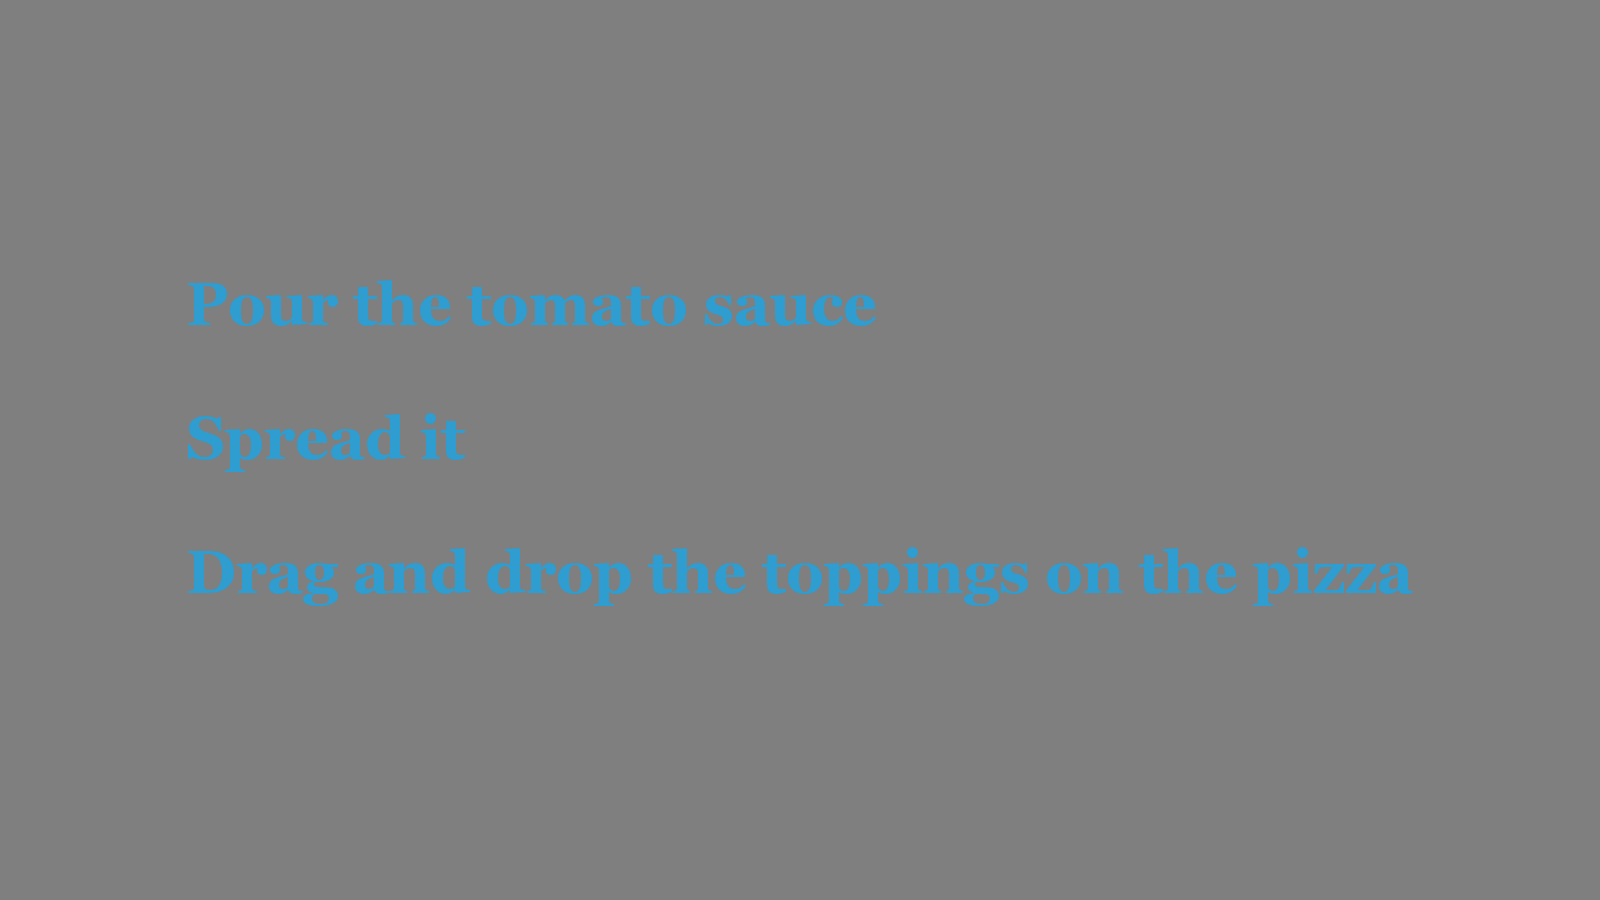 Pour the tomato sauce
Spread it
Drag and drop the toppings on the pizza